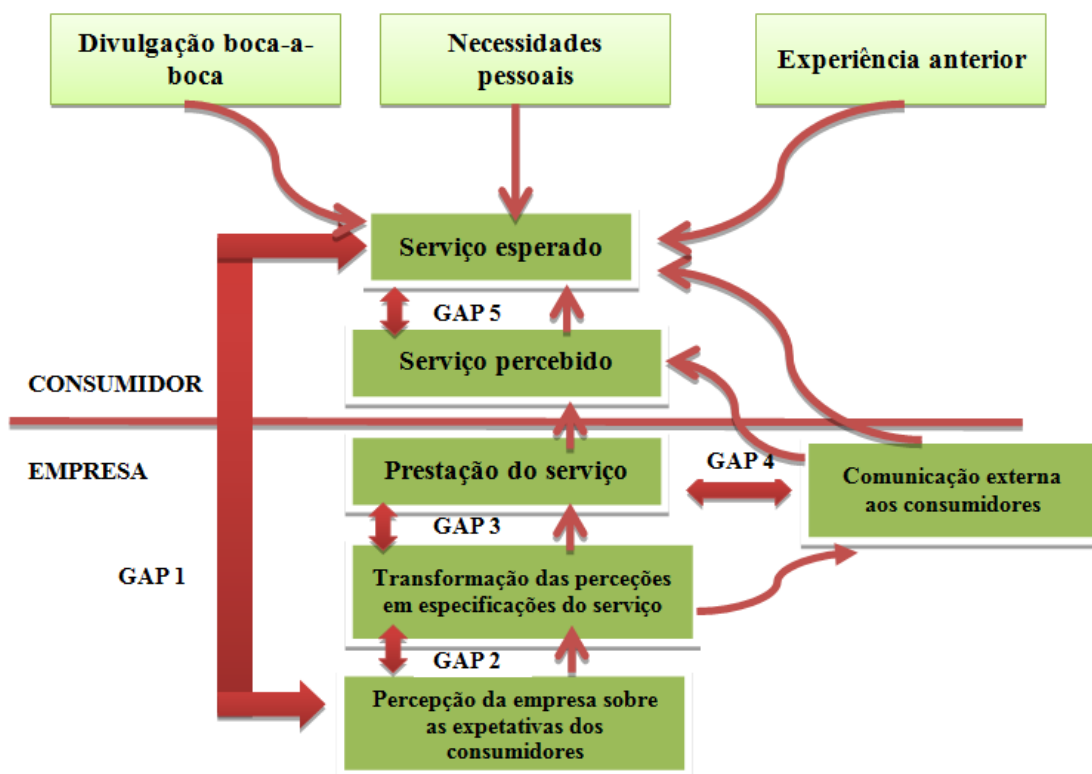 Divulgação boca-a-
boca
Necessidades
pessoais
Experiência anterior
Serviço esperado
GAP 5
Serviço percebido
CONSUMIDOR
EMPRESA
Prestação do serviço
GAP 4
Comunicação externa
aos consumidores
GAP 3
GAP 1
Transformação das perceções
em especificações do serviço
GAP 2
Percepção da empresa sobre
as expetativas dos
consumidores